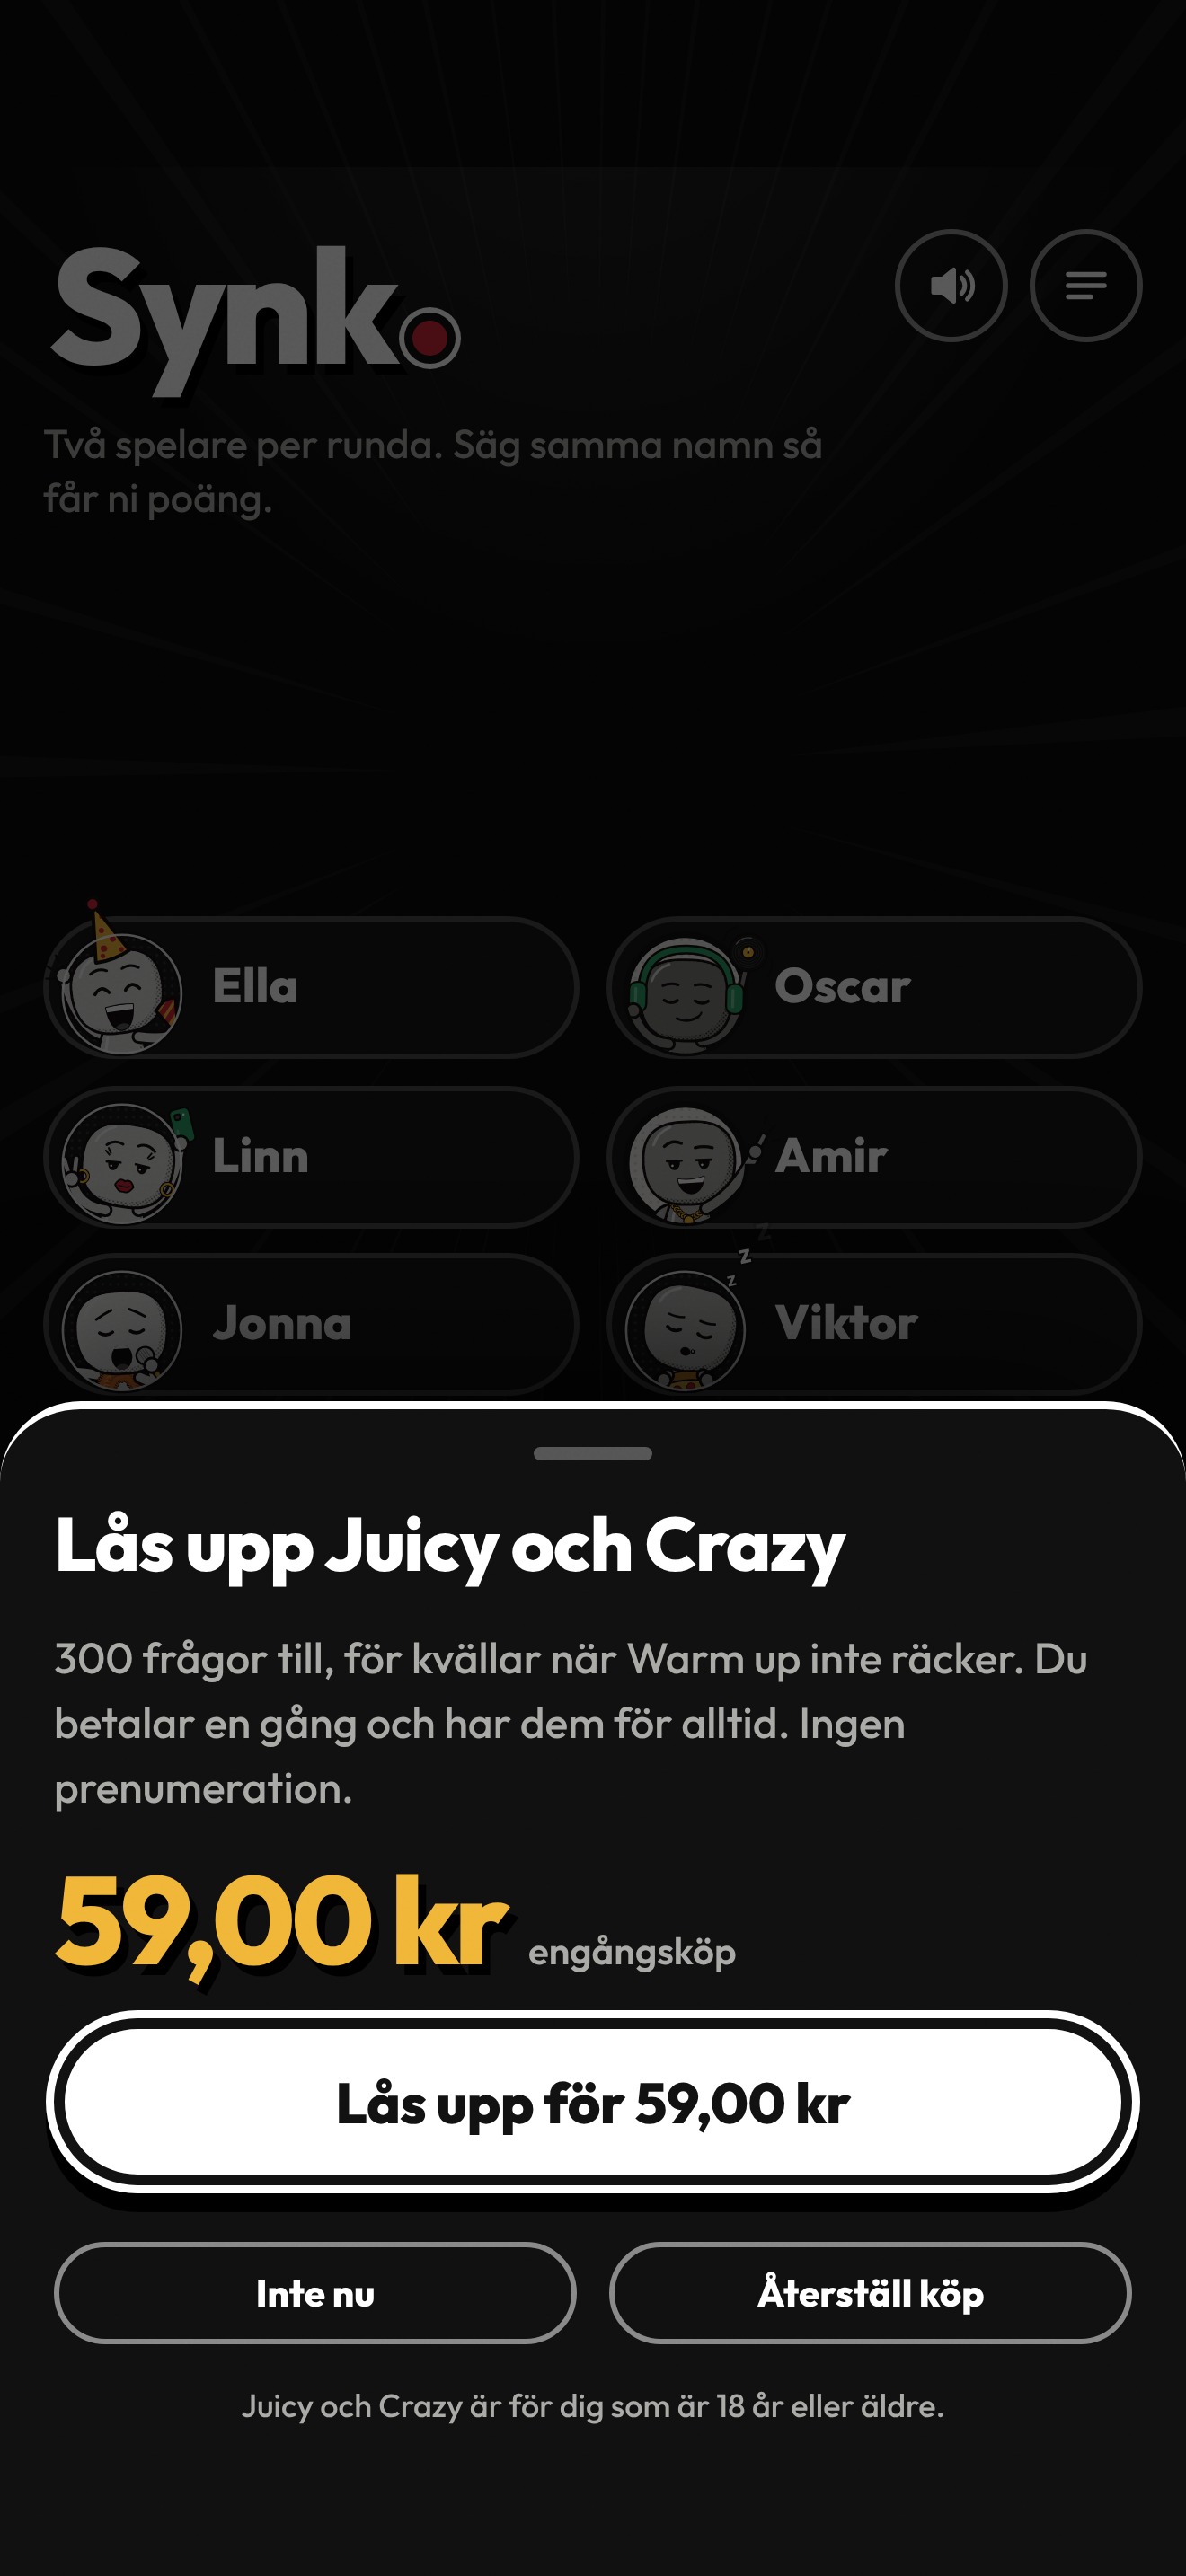 Synk
Två spelare per runda. Säg samma namn så
får ni poäng.
Ella
Oscar
Linn
Amir
z
z
z
Jonna
Viktor
Lås upp Juicy och Crazy
300 frågor till, för kvällar när Warm up inte räcker. Du
betalar en gång och har dem för alltid. Ingen
prenumeration.
59,00 kr engångsköp
Lås upp för 59,00 kr
Inte nu
Återställ köp
Juicy och Crazy är för dig som är 18 år eller äldre.